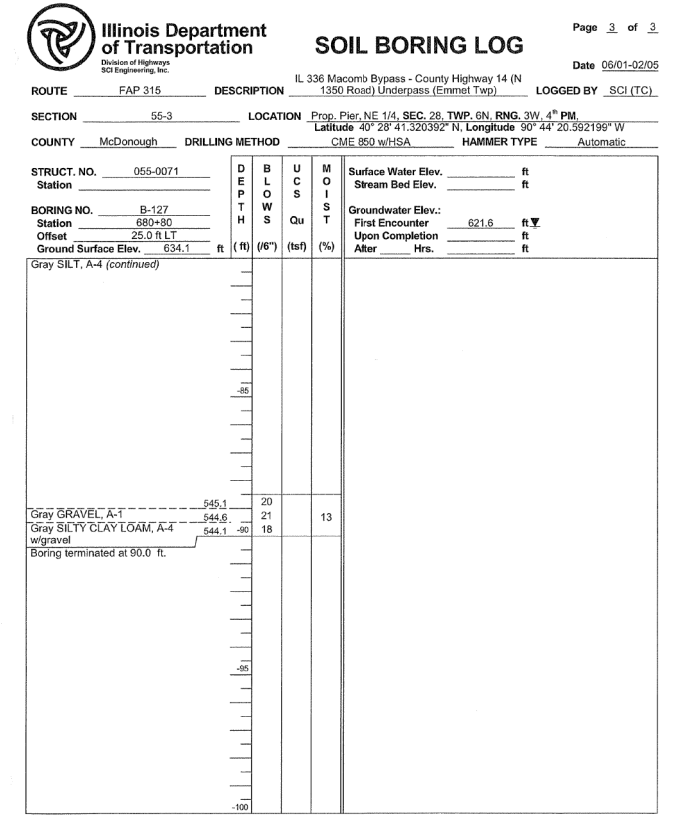 Illinois Department
of Transportation
Division of Highways
SCI Engineering, Inc.
SOIL BORING LOG
Page 3 of 3
Date 06/01-02/05
ROUTE FAP 315
DESCRIPTION IL 336 Macomb Bypass - County Highway 14 (N
1350 Road) Underpass (Emmet Twp)
LOGGED BY SCI (TC)
SECTION 55-3
LOCATION Prop. Pier, NE 1/4, SEC. 28, TWP. 6N, RNG. 3W, 4th PM,
Latitude 40° 28' 41.320392" N, Longitude 90° 44' 20.592199" W
COUNTY McDonough DRILLING METHOD CME 850 w/HSA HAMMER TYPE Automatic
STRUCT. NO. 055-0071
Station
BORING NO. B-127
Station 680+80
Offset 25.0 ft LT
Ground Surface Elev. 634.1 ft
DEPTH (ft)
BLOWS (/6")
UCS Qu (tsf)
MOIST (%)
Surface Water Elev. ft
Stream Bed Elev. ft
Groundwater Elev.:
First Encounter 621.6 ft ▼
Upon Completion ft
After Hrs. ft
Gray SILT, A-4 (continued)
-85
545.1 20
Gray GRAVEL, A-1 544.6 21 13
Gray SILTY CLAY LOAM, A-4 544.1 -90 18
w/gravel
Boring terminated at 90.0 ft.
-95
-100